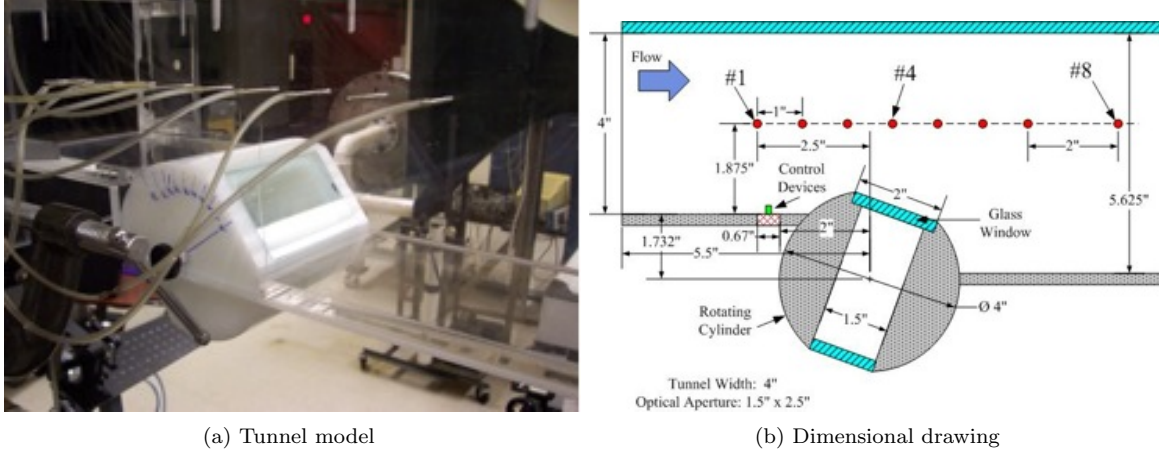 Flow
#1
#4
#8
1"
4"
2.5"
2"
1.875"
Control
Devices
5.625"
2"
Glass
Window
1.732"
0.67"
2"
5.5"
Ø 4"
Rotating
Cylinder
1.5"
Tunnel Width: 4"
Optical Aperture: 1.5" x 2.5"
(a) Tunnel model
(b) Dimensional drawing